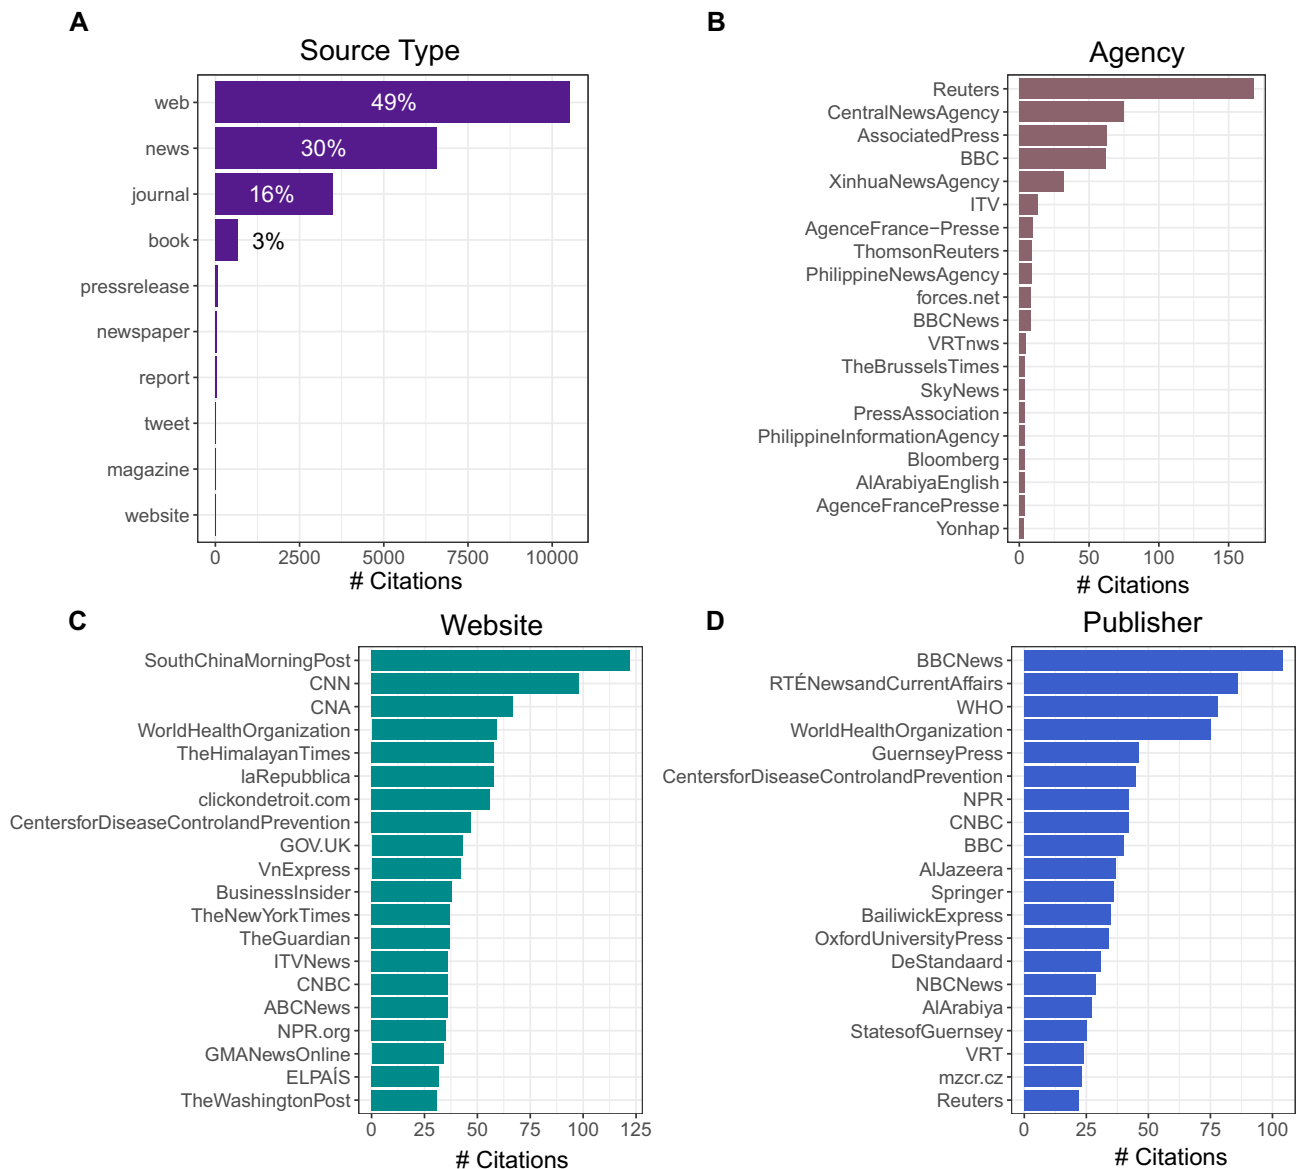 A
Source Type
web
49%
news
30%
journal
16%
book
3%
pressrelease
newspaper
report
tweet
magazine
website
0 2500 5000 7500 10000
# Citations
B
Agency
Reuters
CentralNewsAgency
AssociatedPress
BBC
XinhuaNewsAgency
ITV
AgenceFrance−Presse
ThomsonReuters
PhilippineNewsAgency
forces.net
BBCNews
VRTnws
TheBrusselsTimes
SkyNews
PressAssociation
PhilippineInformationAgency
Bloomberg
AlArabiyaEnglish
AgenceFrancePresse
Yonhap
0 50 100 150
# Citations
C
Website
SouthChinaMorningPost
CNN
CNA
WorldHealthOrganization
TheHimalayanTimes
laRepubblica
clickondetroit.com
CentersforDiseaseControlandPrevention
GOV.UK
VnExpress
BusinessInsider
TheNewYorkTimes
TheGuardian
ITVNews
CNBC
ABCNews
NPR.org
GMANewsOnline
ELPAÍS
TheWashingtonPost
0 25 50 75 100 125
# Citations
D
Publisher
BBCNews
RTÉNewsandCurrentAffairs
WHO
WorldHealthOrganization
GuernseyPress
CentersforDiseaseControlandPrevention
NPR
CNBC
BBC
AlJazeera
Springer
BailiwickExpress
OxfordUniversityPress
DeStandaard
NBCNews
AlArabiya
StatesofGuernsey
VRT
mzcr.cz
Reuters
0 25 50 75 100
# Citations